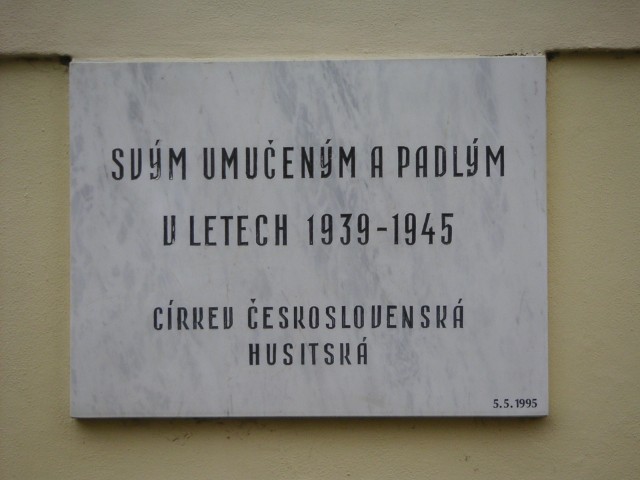 SVÝM UMUČENÝM A PADLÝM
V LETECH 1939-1945
CÍRKEV ČESKOSLOVENSKÁ
HUSITSKÁ
5.5.1995